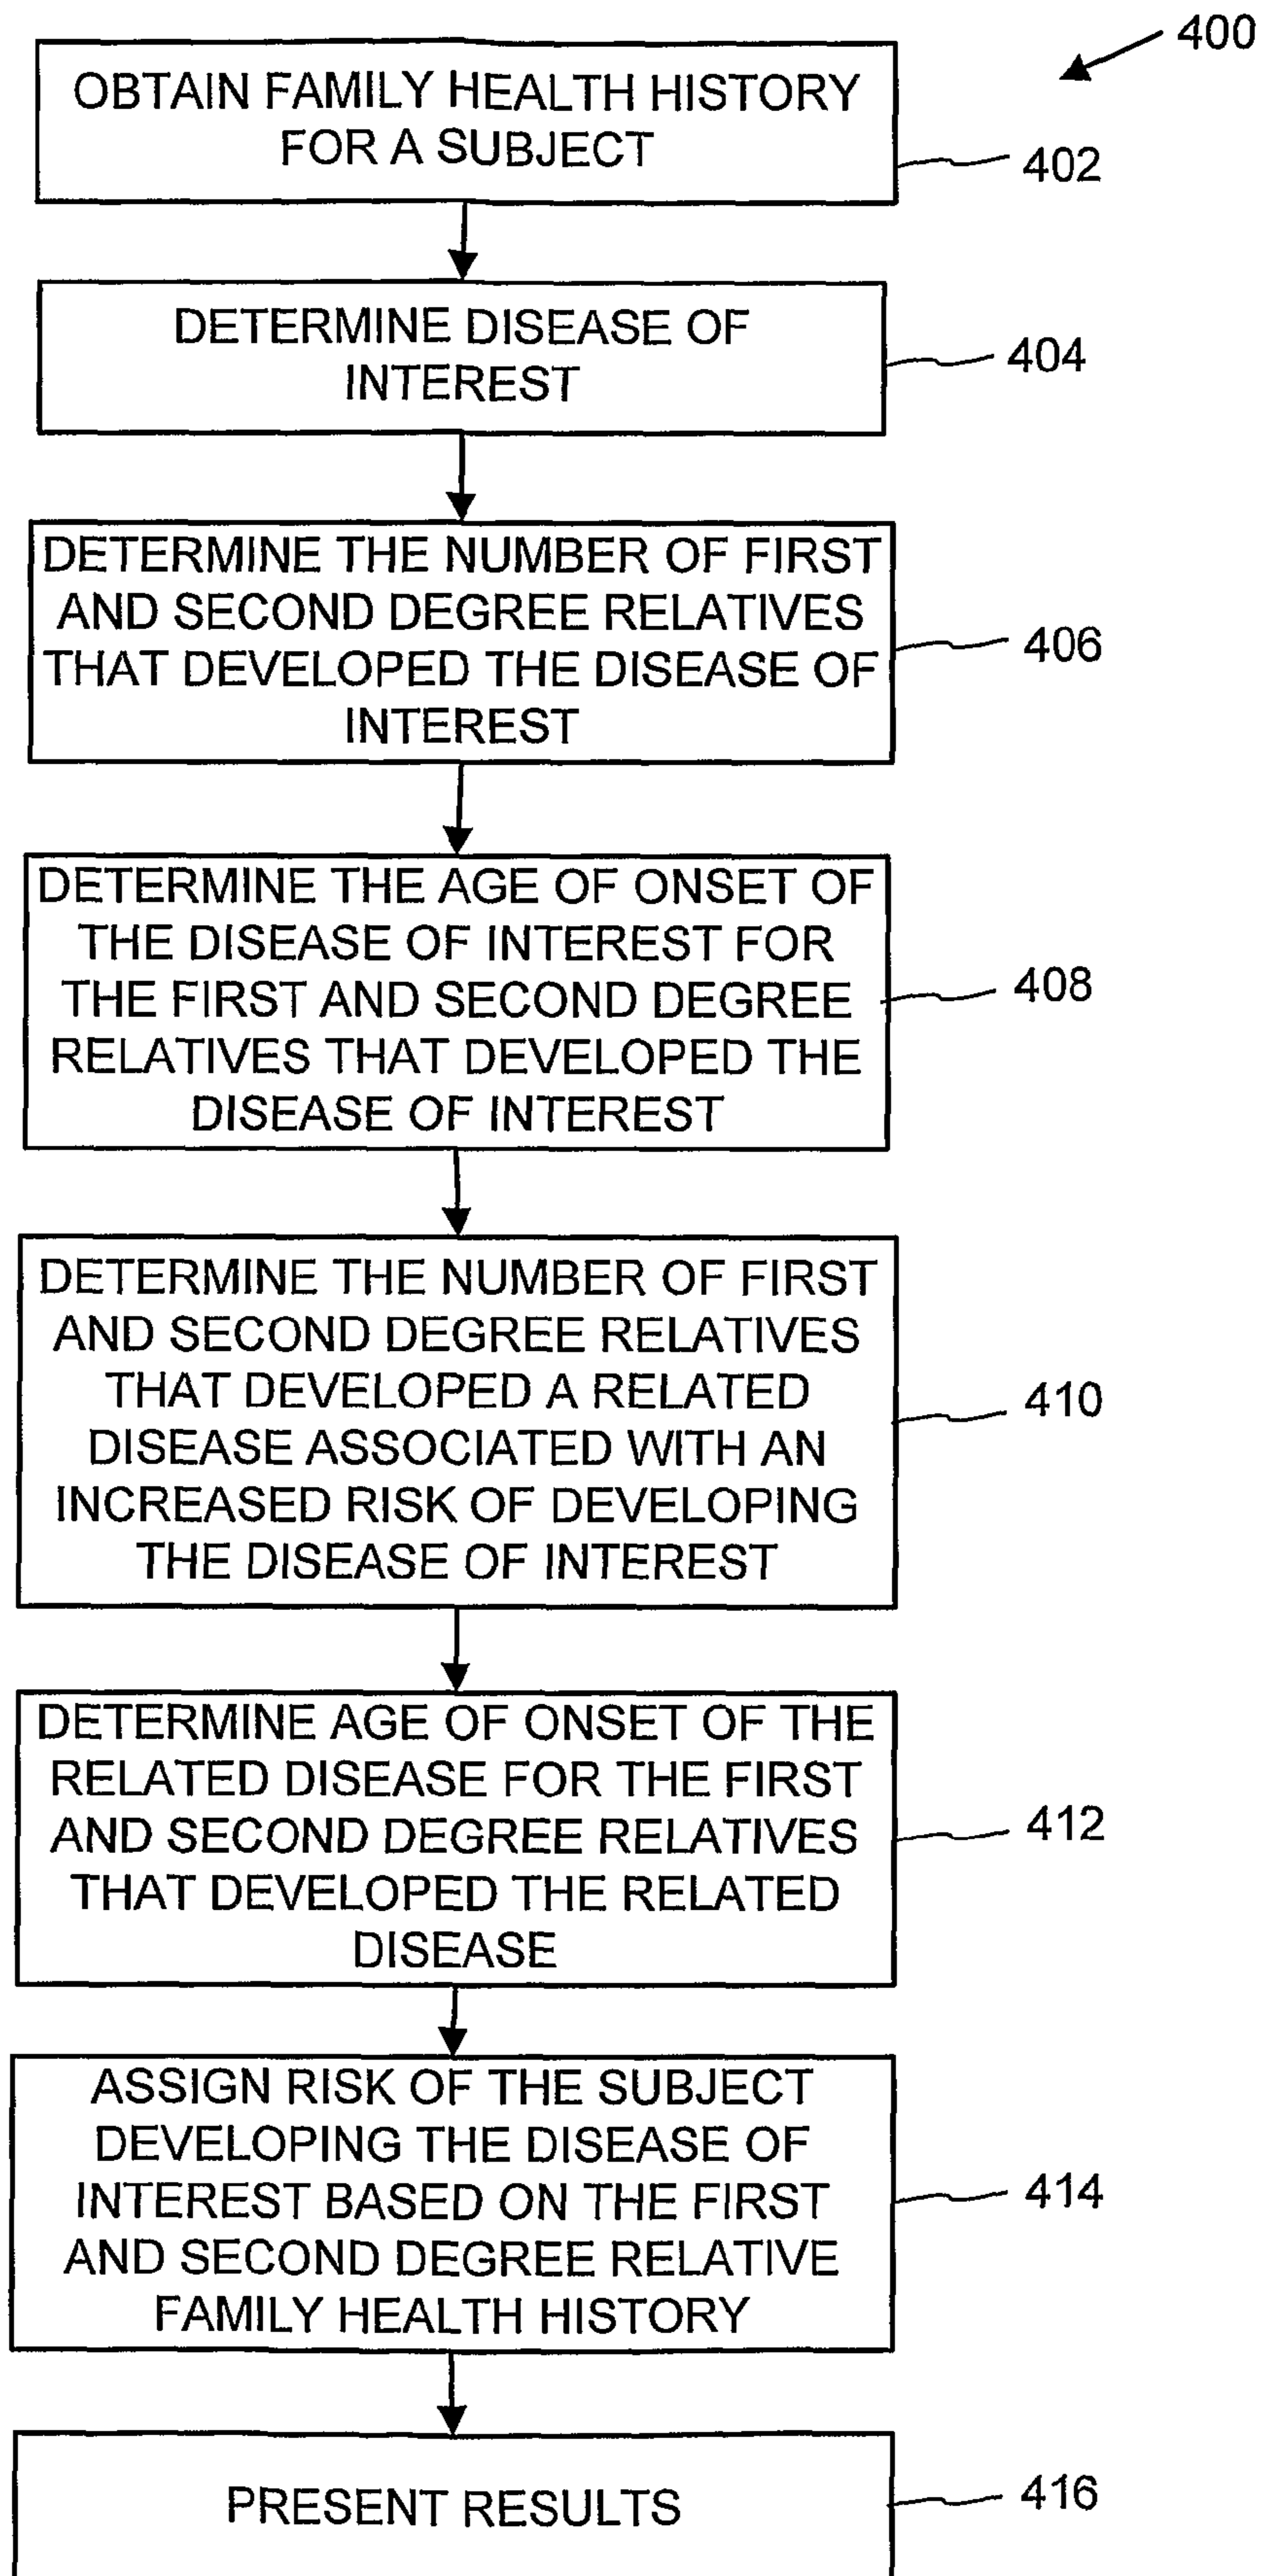 400
OBTAIN FAMILY HEALTH HISTORY
FOR A SUBJECT
402
DETERMINE DISEASE OF
INTEREST
404
DETERMINE THE NUMBER OF FIRST
AND SECOND DEGREE RELATIVES
THAT DEVELOPED THE DISEASE OF
INTEREST
406
DETERMINE THE AGE OF ONSET OF
THE DISEASE OF INTEREST FOR
THE FIRST AND SECOND DEGREE
RELATIVES THAT DEVELOPED THE
DISEASE OF INTEREST
408
DETERMINE THE NUMBER OF FIRST
AND SECOND DEGREE RELATIVES
THAT DEVELOPED A RELATED
DISEASE ASSOCIATED WITH AN
INCREASED RISK OF DEVELOPING
THE DISEASE OF INTEREST
410
DETERMINE AGE OF ONSET OF THE
RELATED DISEASE FOR THE FIRST
AND SECOND DEGREE RELATIVES
THAT DEVELOPED THE RELATED
DISEASE
412
ASSIGN RISK OF THE SUBJECT
DEVELOPING THE DISEASE OF
INTEREST BASED ON THE FIRST
AND SECOND DEGREE RELATIVE
FAMILY HEALTH HISTORY
414
PRESENT RESULTS
416